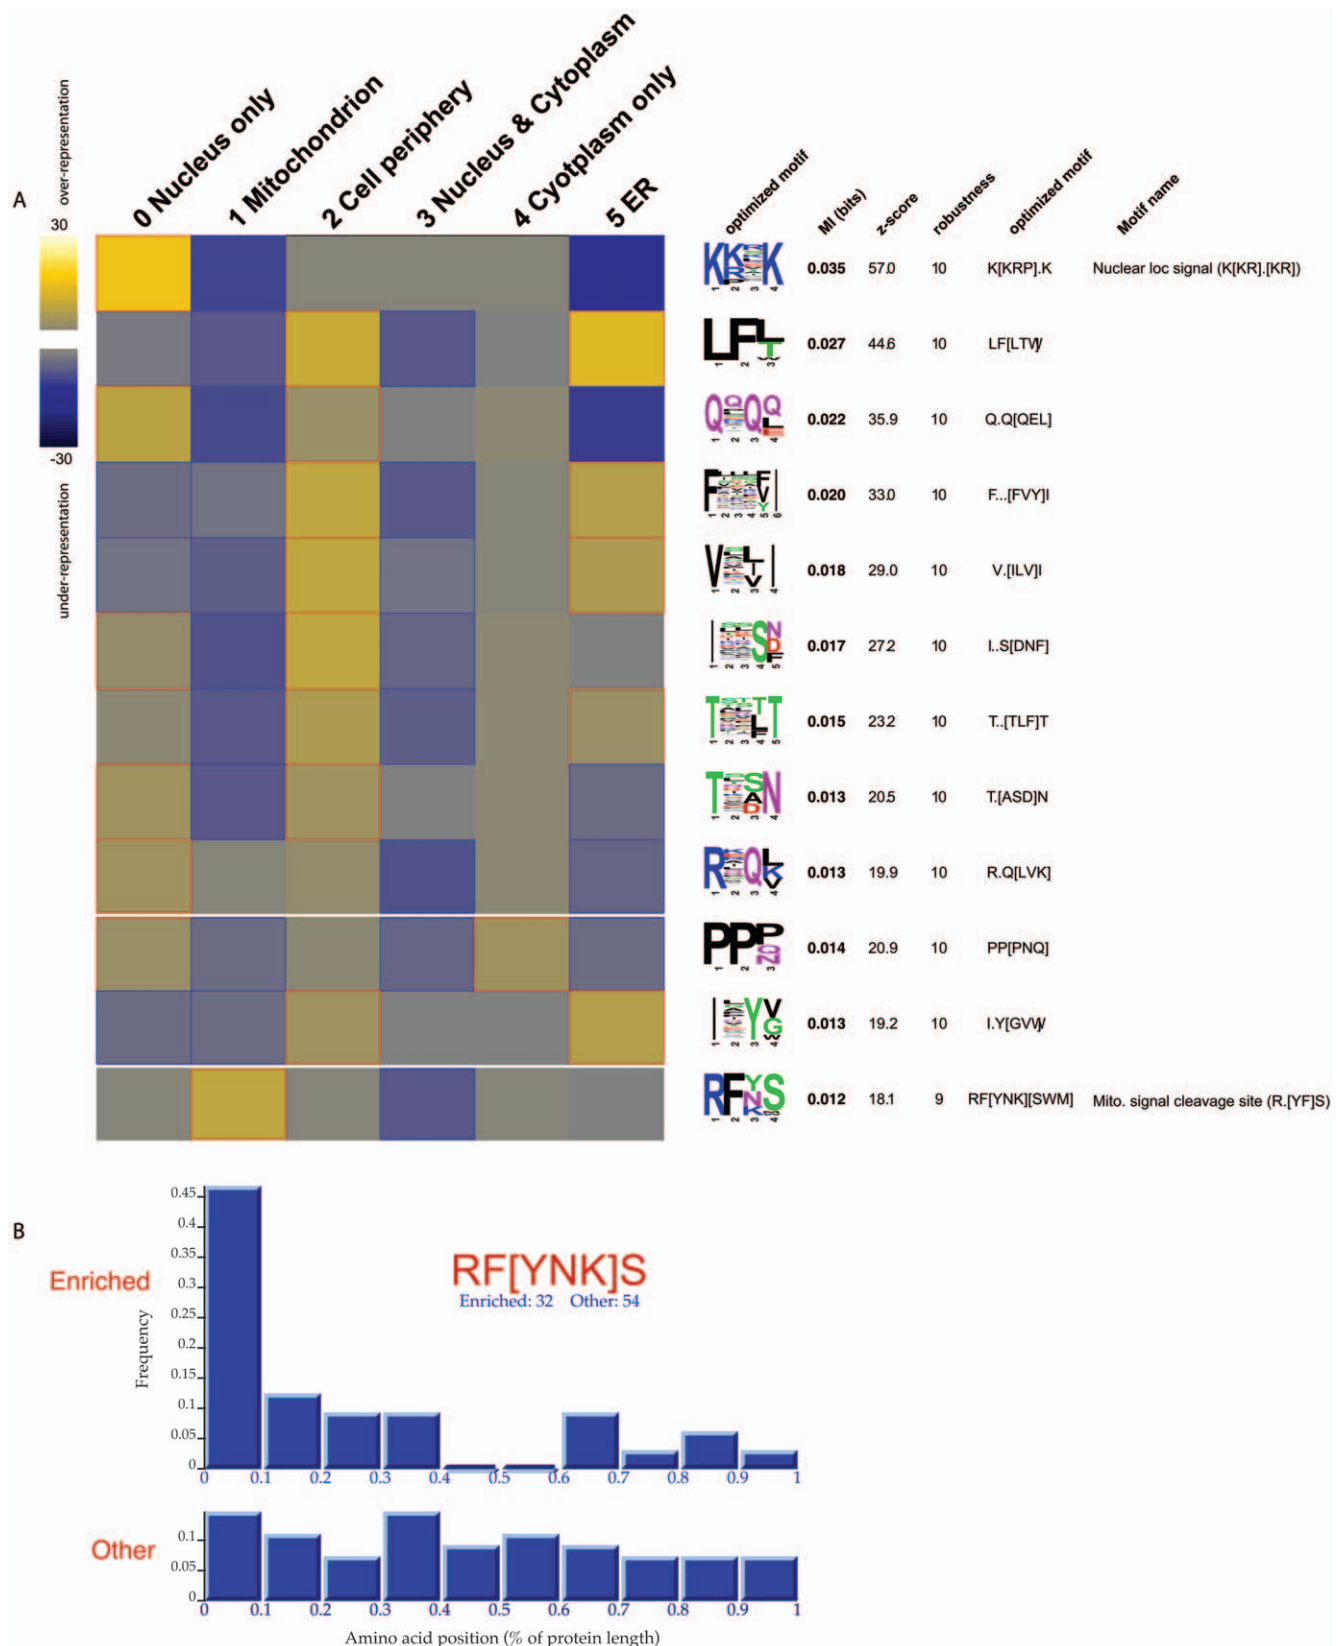 A
over-representation
30
-30
under-representation
0 Nucleus only
1 Mitochondrion
2 Cell periphery
3 Nucleus & Cytoplasm
4 Cyotplasm only
5 ER
optimized motif
MI (bits)
z-score
robustness
optimized motif
Motif name
0.035 57.0 10 K[KRP].K Nuclear loc signal (K[KR].[KR])
0.027 44.6 10 LF[LTW]
0.022 35.9 10 Q.Q[QEL]
0.020 33.0 10 F...[FVY]I
0.018 29.0 10 V.[ILV]I
0.017 27.2 10 I..S[DNF]
0.015 23.2 10 T..[TLF]T
0.013 20.5 10 T.[ASD]N
0.013 19.9 10 R.Q[LVK]
0.014 20.9 10 PP[PNQ]
0.013 19.2 10 I.Y[GVW]
0.012 18.1 9 RF[YNK][SWM] Mito. signal cleavage site (R.[YF]S)
B
Enriched
Frequency
0.45
0.4
0.35
0.3
0.25
0.2
0.15
0.1
0.05
0
RF[YNK]S
Enriched: 32 Other: 54
0 0.1 0.2 0.3 0.4 0.5 0.6 0.7 0.8 0.9 1
Other
0.1
0.05
0
0 0.1 0.2 0.3 0.4 0.5 0.6 0.7 0.8 0.9 1
Amino acid position (% of protein length)